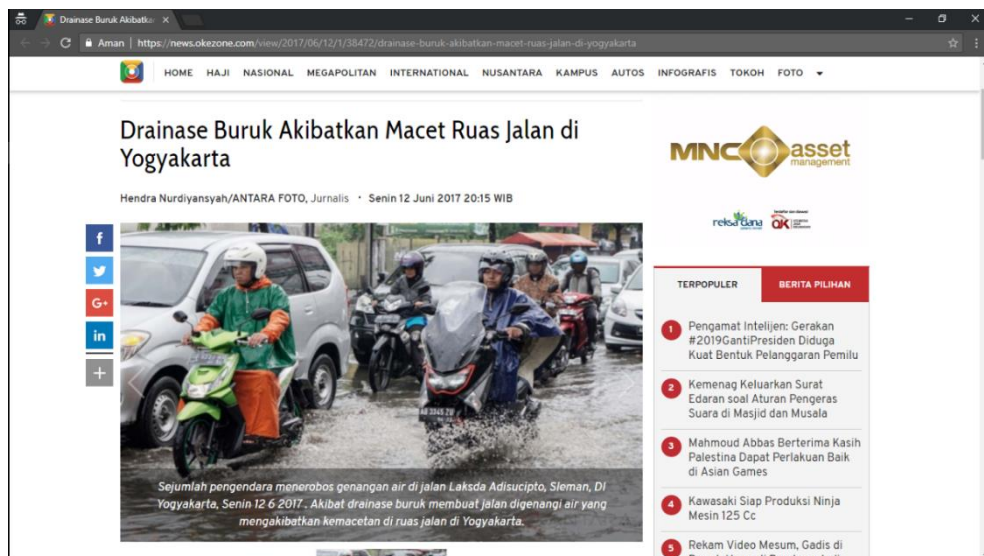 Drainase Buruk Akibatkan
Aman | https://news.okezone.com/view/2017/06/12/1/38472/drainase-buruk-akibatkan-macet-ruas-jalan-di-yogyakarta
HOME HAJI NASIONAL MEGAPOLITAN INTERNATIONAL NUSANTARA KAMPUS AUTOS INFOGRAFIS TOKOH FOTO
Drainase Buruk Akibatkan Macet Ruas Jalan di
Yogyakarta
Hendra Nurdiyansyah/ANTARA FOTO, Jurnalis · Senin 12 Juni 2017 20:15 WIB
f
G+
in
+
Sejumlah pengendara menerobos genangan air di jalan Laksda Adisucipto, Sleman, DI
Yogyakarta, Senin 12 6 2017 . Akibat drainase buruk membuat jalan digenangi air yang
mengakibatkan kemacetan di ruas jalan di Yogyakarta.
MNC asset
management
reksa dana
TERPOPULER BERITA PILIHAN
1 Pengamat Intelijen: Gerakan
#2019GantiPresiden Diduga
Kuat Bentuk Pelanggaran Pemilu
2 Kemenag Keluarkan Surat
Edaran soal Aturan Pengeras
Suara di Masjid dan Musala
3 Mahmoud Abbas Berterima Kasih
Palestina Dapat Perlakuan Baik
di Asian Games
4 Kawasaki Siap Produksi Ninja
Mesin 125 Cc
5 Rekam Video Mesum, Gadis di